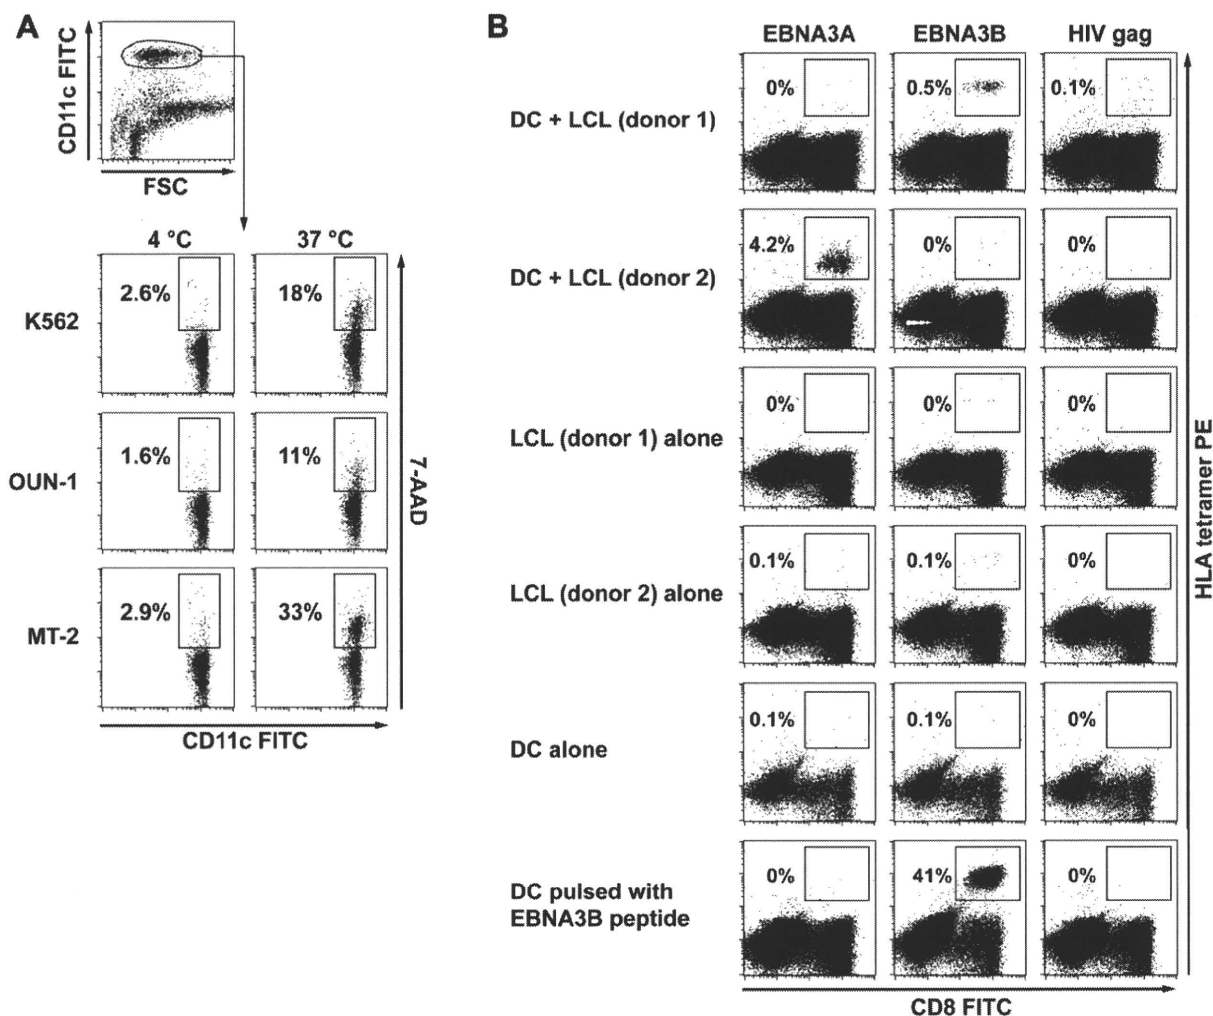 A
CD11c FITC
FSC
4 °C
37 °C
K562
2.6%
18%
OUN-1
1.6%
11%
MT-2
2.9%
33%
7-AAD
CD11c FITC
B
EBNA3A
EBNA3B
HIV gag
DC + LCL (donor 1)
0%
0.5%
0.1%
DC + LCL (donor 2)
4.2%
0%
0%
LCL (donor 1) alone
0%
0%
0%
LCL (donor 2) alone
0.1%
0.1%
0%
DC alone
0.1%
0.1%
0%
DC pulsed with
EBNA3B peptide
0%
41%
0%
HLA tetramer PE
CD8 FITC